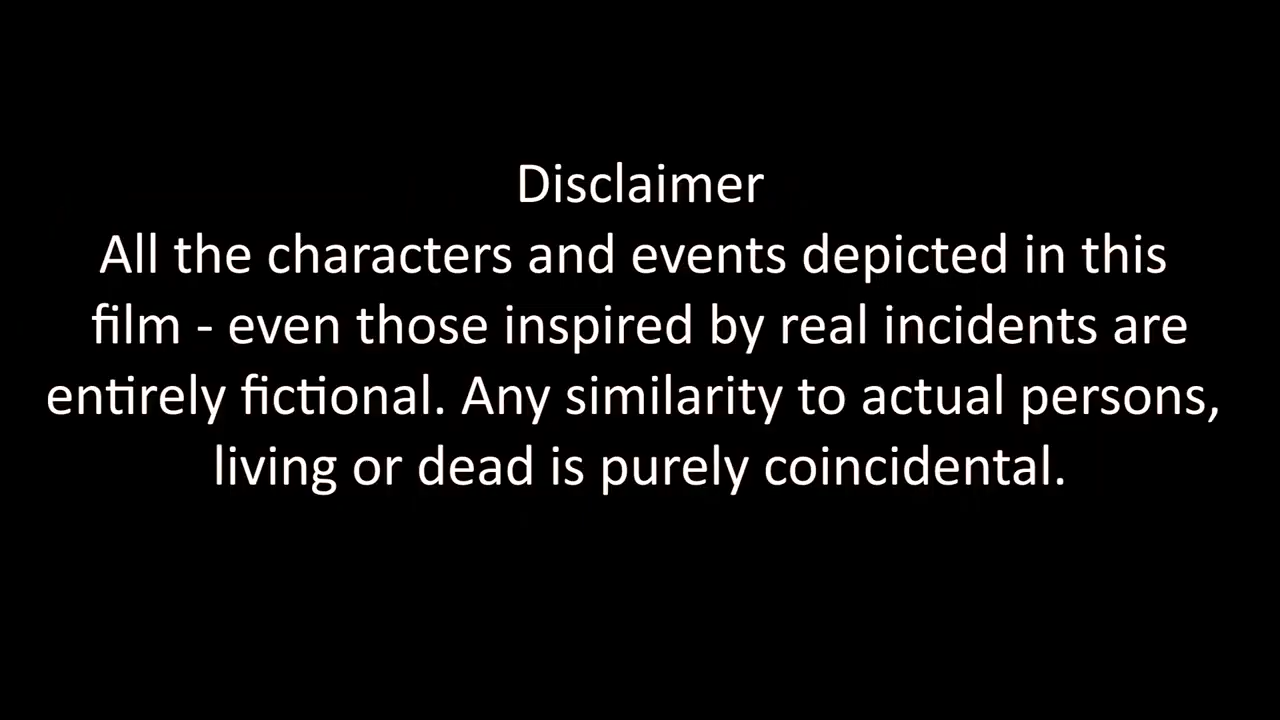 Disclaimer
All the characters and events depicted in this
film - even those inspired by real incidents are
entirely fictional. Any similarity to actual persons,
living or dead is purely coincidental.